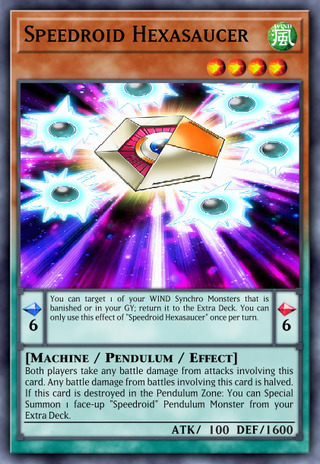 Speedroid Hexasaucer
WIND
風
You can target 1 of your WIND Synchro Monsters that is
banished or in your GY; return it to the Extra Deck. You can
only use this effect of "Speedroid Hexasaucer" once per turn.
6
6
[Machine / Pendulum / Effect]
Both players take any battle damage from attacks involving this
card. Any battle damage from battles involving this card is halved.
If this card is destroyed in the Pendulum Zone: You can Special
Summon 1 face-up "Speedroid" Pendulum Monster from your
Extra Deck.
ATK/ 100 DEF/1600